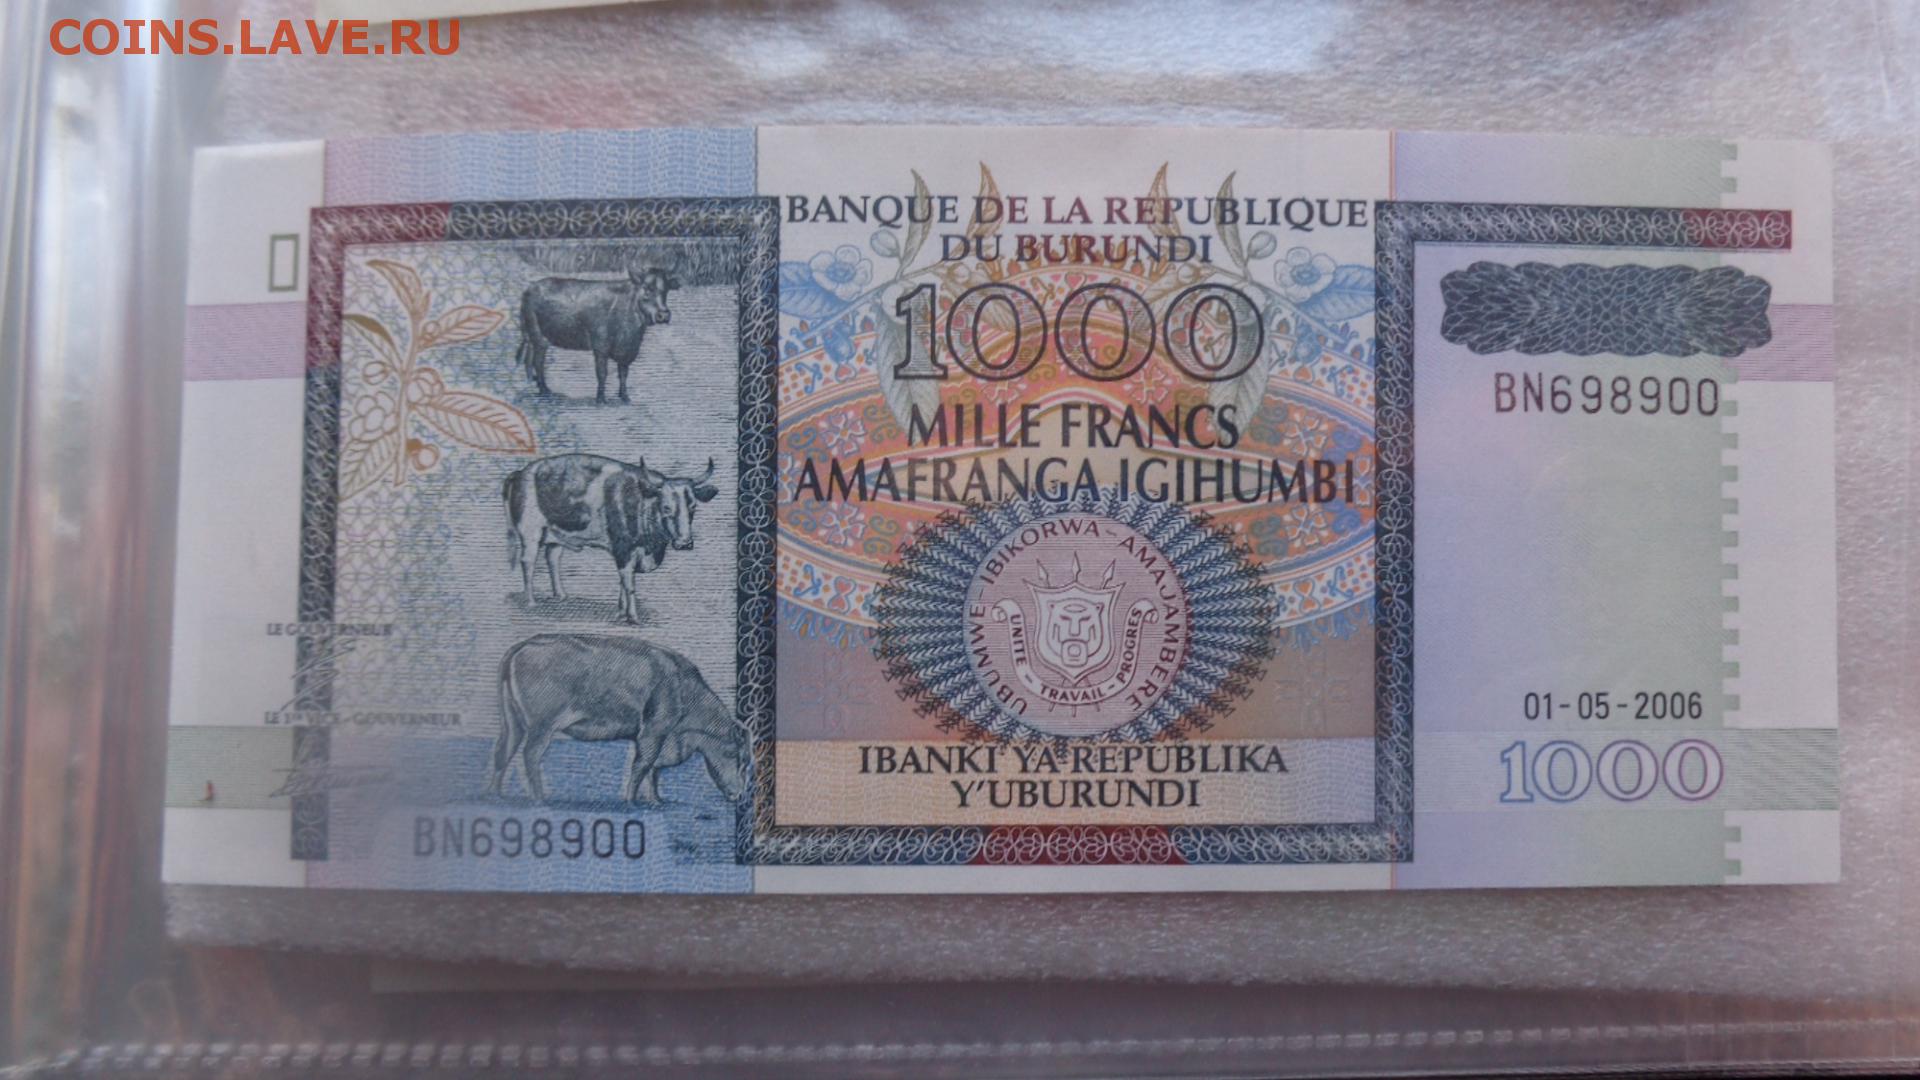 COINS.LAVE.RU
BANQUE DE LA REPUBLIQUE
DU BURUNDI
1000
MILLE FRANCS
AMAFRANGA IGIHUMBI
BN698900
UBUMWE-IBIKORWA-AMAJAMBERE
UNITE - TRAVAIL - PROGRES
LE GOUVERNEUR
LE 1ER VICE-GOUVERNEUR
01-05-2006
1000
IBANKI YA REPUBLIKA
Y'UBURUNDI
BN698900